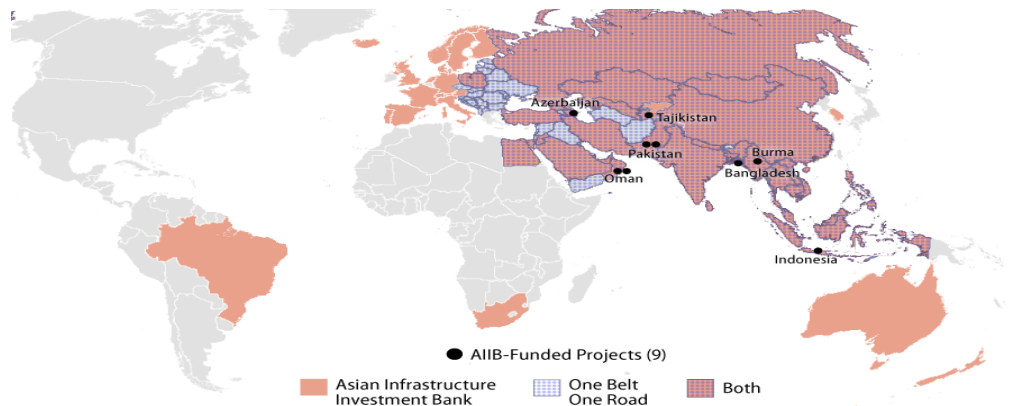 Azerbaijan
Tajikistan
Pakistan
Burma
Bangladesh
Oman
Indonesia
AIIB-Funded Projects (9)
Asian Infrastructure
Investment Bank
One Belt
One Road
Both